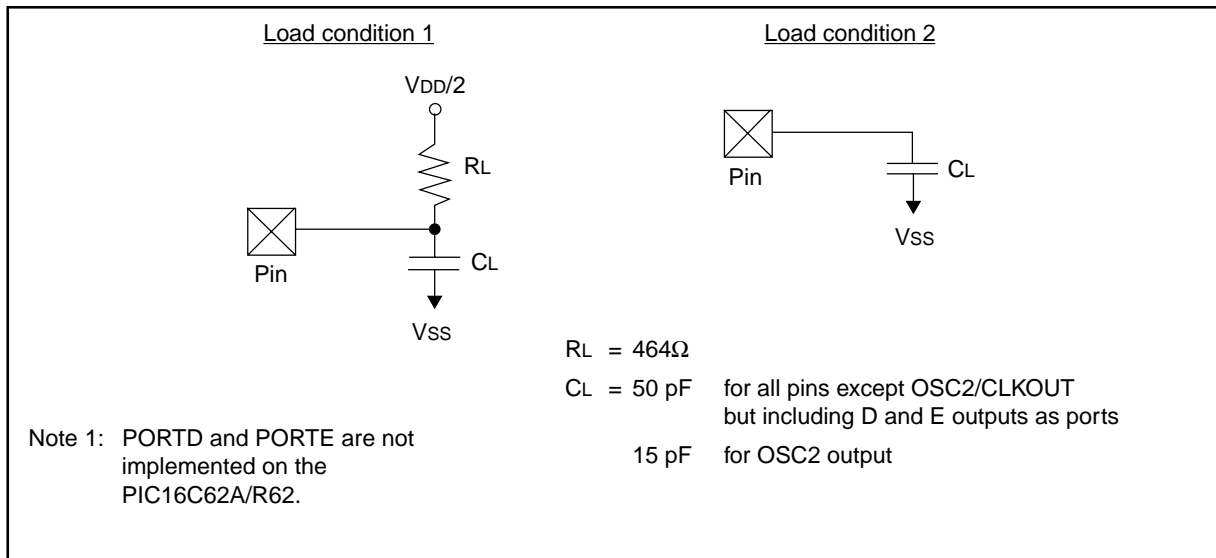 Load condition 1
VDD/2
RL
Pin
CL
VSS
Load condition 2
Pin
CL
VSS
RL = 464Ω
CL = 50 pF for all pins except OSC2/CLKOUT
but including D and E outputs as ports
15 pF for OSC2 output
Note 1: PORTD and PORTE are not
implemented on the
PIC16C62A/R62.